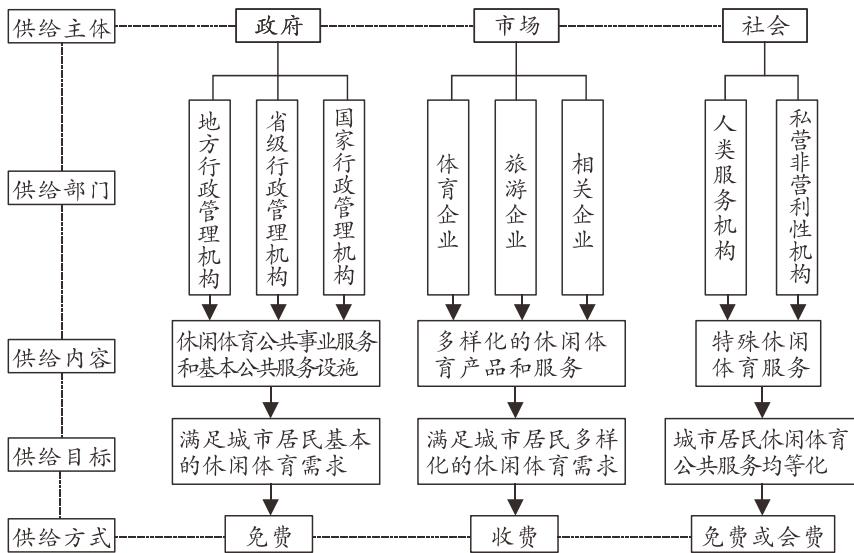 供给主体
政府
市场
社会
供给部门
地方行政管理机构
省级行政管理机构
国家行政管理机构
体育企业
旅游企业
相关企业
人类服务机构
私营非营利性机构
供给内容
休闲体育公共事业服务
和基本公共服务设施
多样化的休闲体
育产品和服务
特殊休闲
体育服务
供给目标
满足城市居民基本
的休闲体育需求
满足城市居民多样
化的休闲体育需求
城市居民休闲体育
公共服务均等化
供给方式
免费
收费
免费或会费